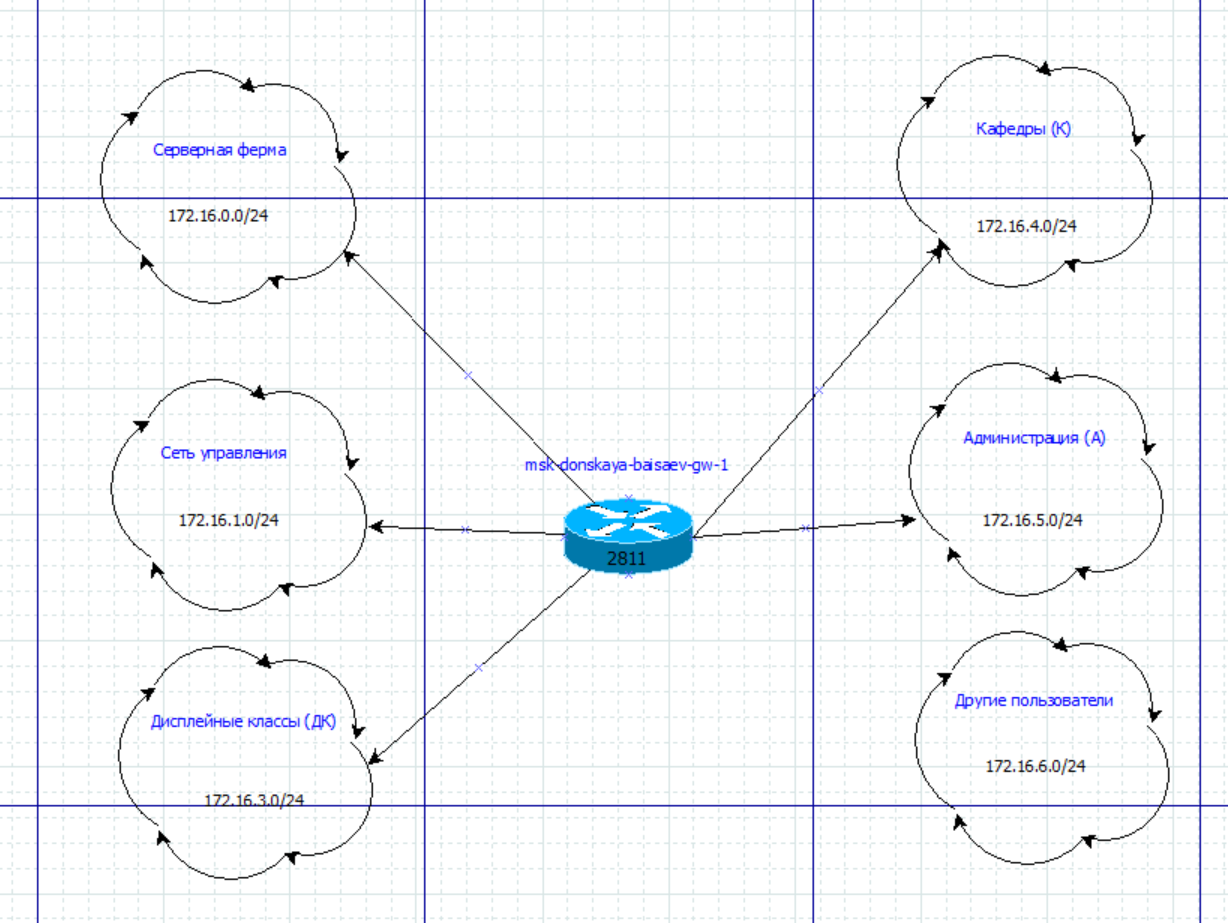 Серверная ферма
172.16.0.0/24
Кафедры (К)
172.16.4.0/24
Сеть управления
172.16.1.0/24
msk-donskaya-baisaev-gw-1
2811
Администрация (А)
172.16.5.0/24
Дисплейные классы (ДК)
172.16.3.0/24
Другие пользователи
172.16.6.0/24